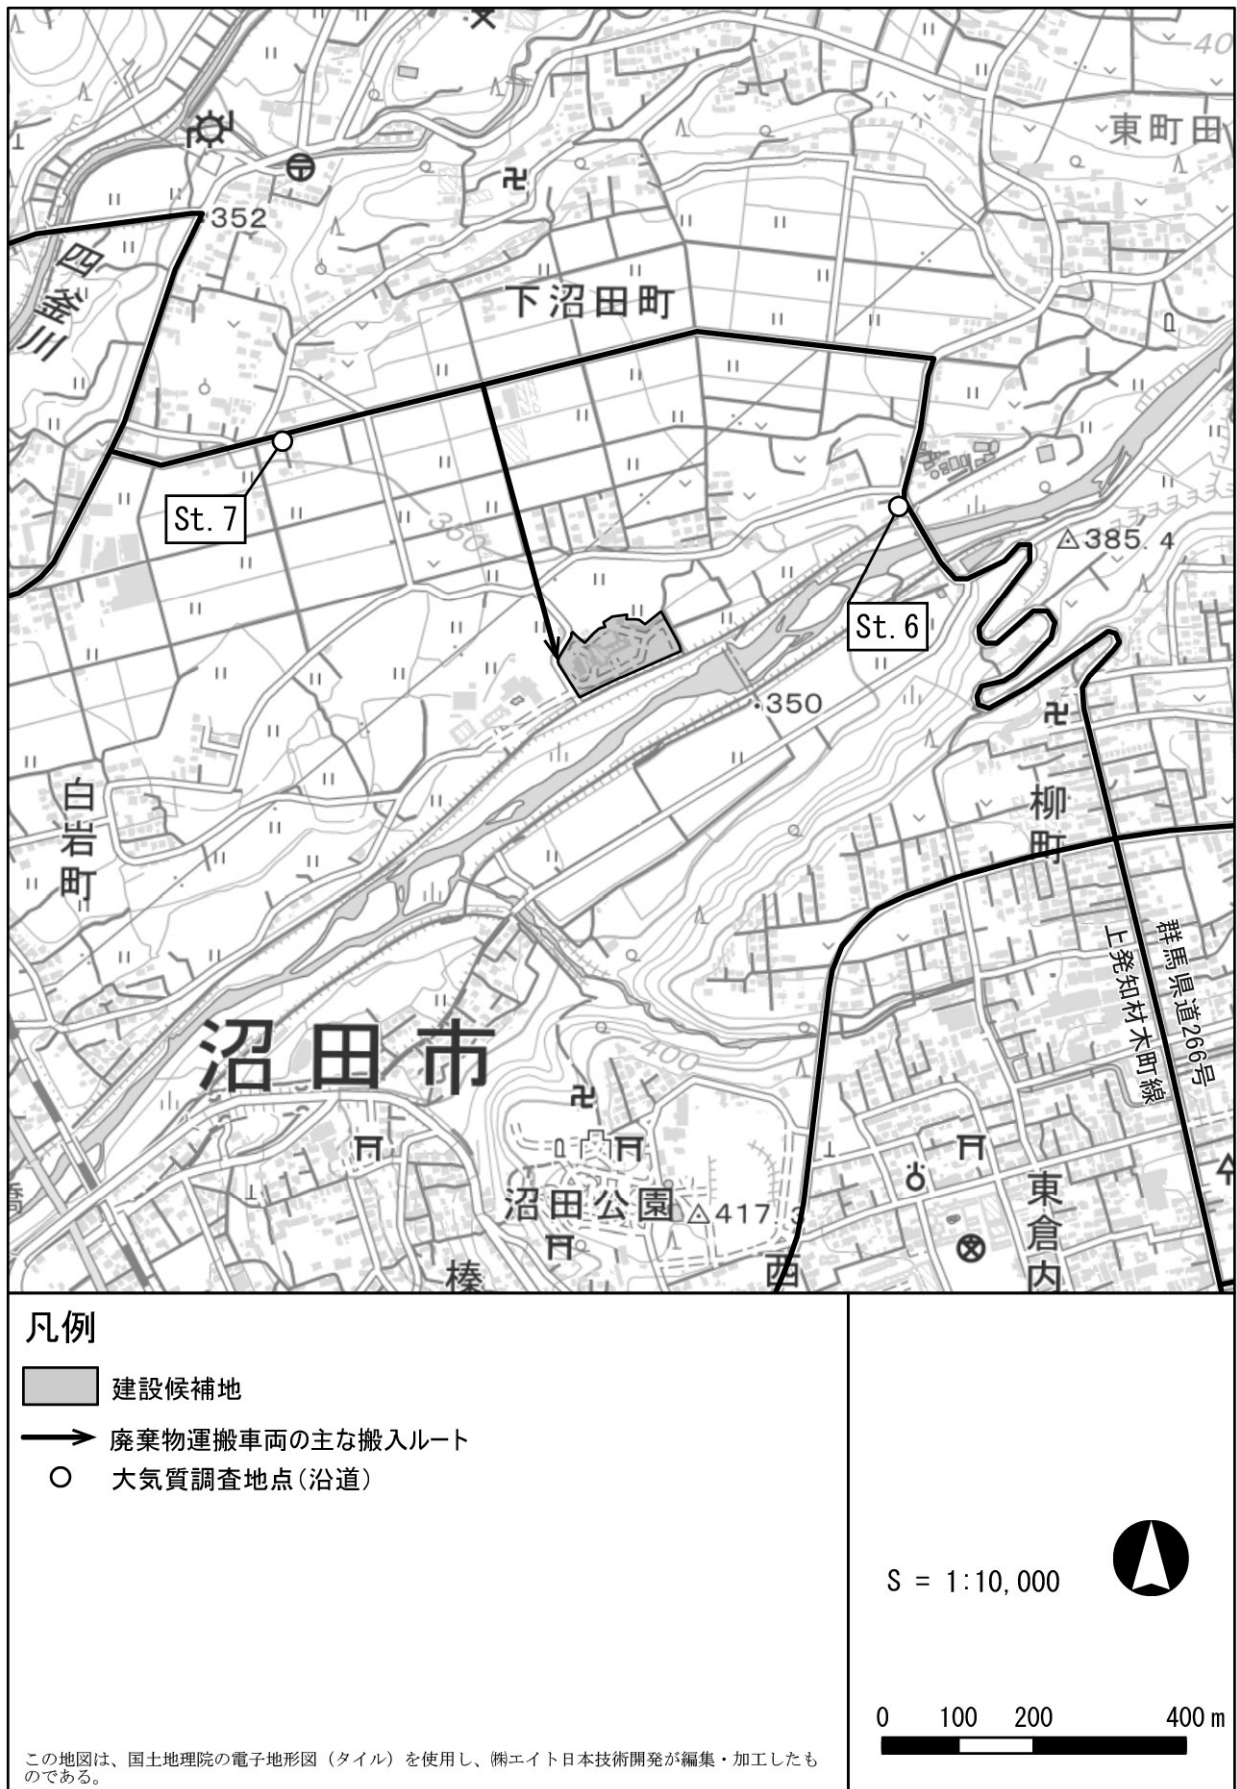 40
東町田
352
四釜川
下沼田町
St. 7
385. 4
St. 6
350
白岩町
柳町
群馬県道266号
上発知材木町線
沼田市
400
沼田公園
417. 3
東倉内
西
榛
凡例
建設候補地
廃棄物運搬車両の主な搬入ルート
大気質調査地点(沿道)
S = 1:10,000
0 100 200 400 m
この地図は、国土地理院の電子地形図（タイル）を使用し、㈱エイト日本技術開発が編集・加工したも
のである。